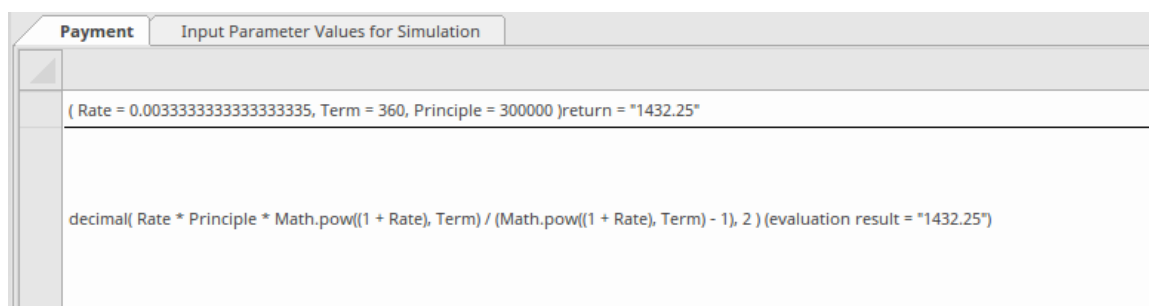 Payment
Input Parameter Values for Simulation
( Rate = 0.0033333333333333335, Term = 360, Principle = 300000 )return = "1432.25"
decimal( Rate * Principle * Math.pow((1 + Rate), Term) / (Math.pow((1 + Rate), Term) - 1), 2 ) (evaluation result = "1432.25")